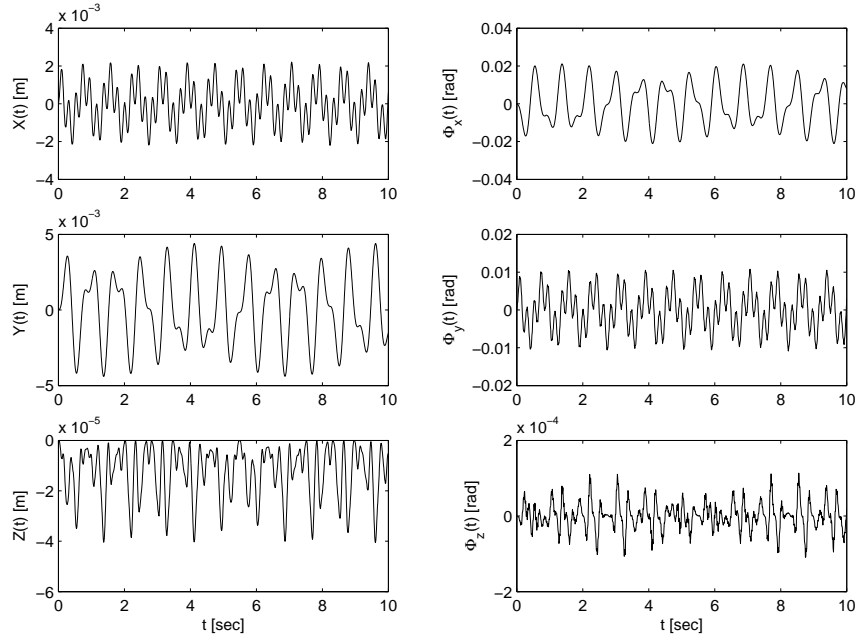 x 10⁻³
4
2
0
−2
−4
X(t) [m]
0 2 4 6 8 10
0.04
0.02
0
−0.02
−0.04
Φx(t) [rad]
0 2 4 6 8 10
x 10⁻³
5
0
−5
Y(t) [m]
0 2 4 6 8 10
0.02
0.01
0
−0.01
−0.02
Φy(t) [rad]
0 2 4 6 8 10
x 10⁻⁵
0
−2
−4
−6
Z(t) [m]
0 2 4 6 8 10
t [sec]
x 10⁻⁴
2
0
−2
Φz(t) [rad]
0 2 4 6 8 10
t [sec]